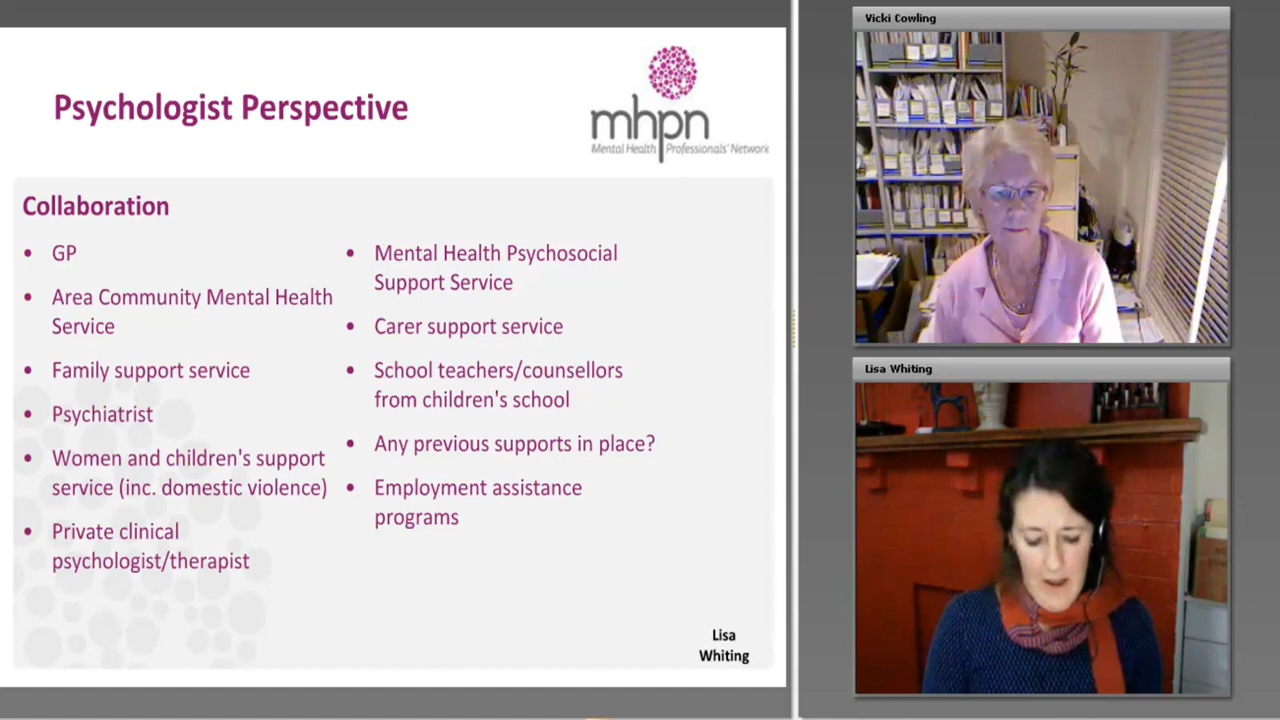 Psychologist Perspective
mhpn
Mental Health Professionals' Network
Collaboration
GP
Area Community Mental Health
Service
Family support service
Psychiatrist
Women and children's support
service (inc. domestic violence)
Private clinical
psychologist/therapist
Mental Health Psychosocial
Support Service
Carer support service
School teachers/counsellors
from children's school
Any previous supports in place?
Employment assistance
programs
Lisa
Whiting
Vicki Cowling
Lisa Whiting